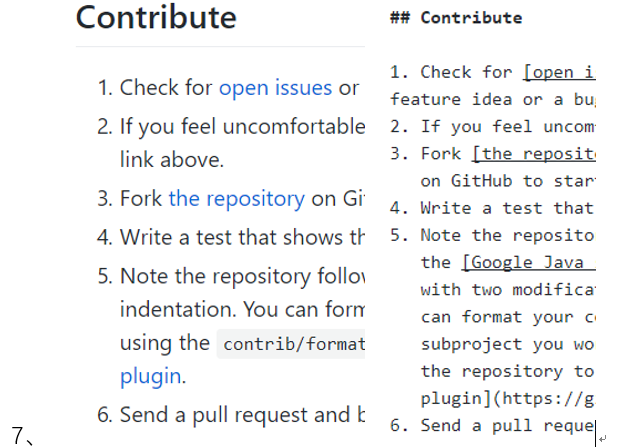 Contribute
1. Check for open issues or
2. If you feel uncomfortable
link above.
3. Fork the repository on Git
4. Write a test that shows th
5. Note the repository follow
indentation. You can form
using the contrib/format
plugin.
6. Send a pull request and b
## Contribute
1. Check for [open i
feature idea or a bu
2. If you feel uncom
3. Fork [the reposit
on GitHub to star
4. Write a test that
5. Note the reposito
the [Google Java
with two modifica
can format your c
subproject you wo
the repository to
plugin](https://g
6. Send a pull reque
7、